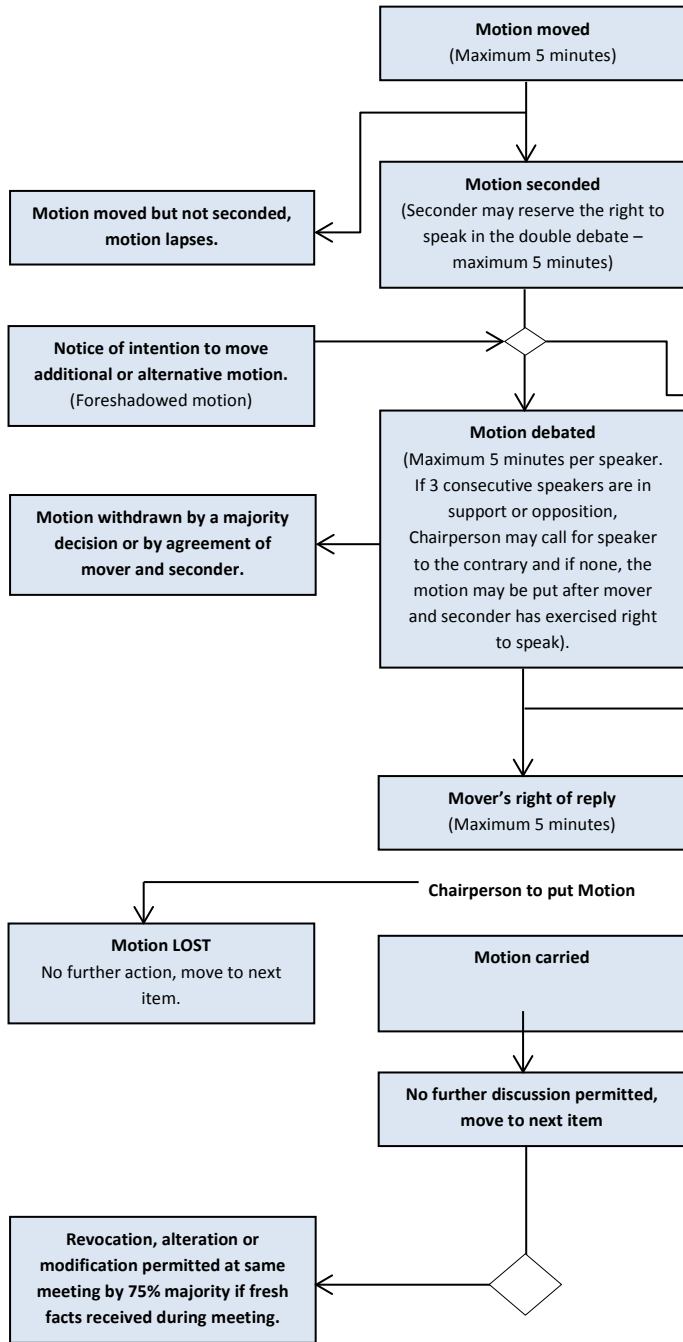 Motion moved
(Maximum 5 minutes)
Motion seconded
(Seconder may reserve the right to
speak in the double debate –
maximum 5 minutes)
Motion moved but not seconded,
motion lapses.
Notice of intention to move
additional or alternative motion.
(Foreshadowed motion)
Motion debated
(Maximum 5 minutes per speaker.
If 3 consecutive speakers are in
support or opposition,
Chairperson may call for speaker
to the contrary and if none, the
motion may be put after mover
and seconder has exercised right
to speak).
Motion withdrawn by a majority
decision or by agreement of
mover and seconder.
Mover’s right of reply
(Maximum 5 minutes)
Chairperson to put Motion
Motion LOST
No further action, move to next
item.
Motion carried
No further discussion permitted,
move to next item
Revocation, alteration or
modification permitted at same
meeting by 75% majority if fresh
facts received during meeting.